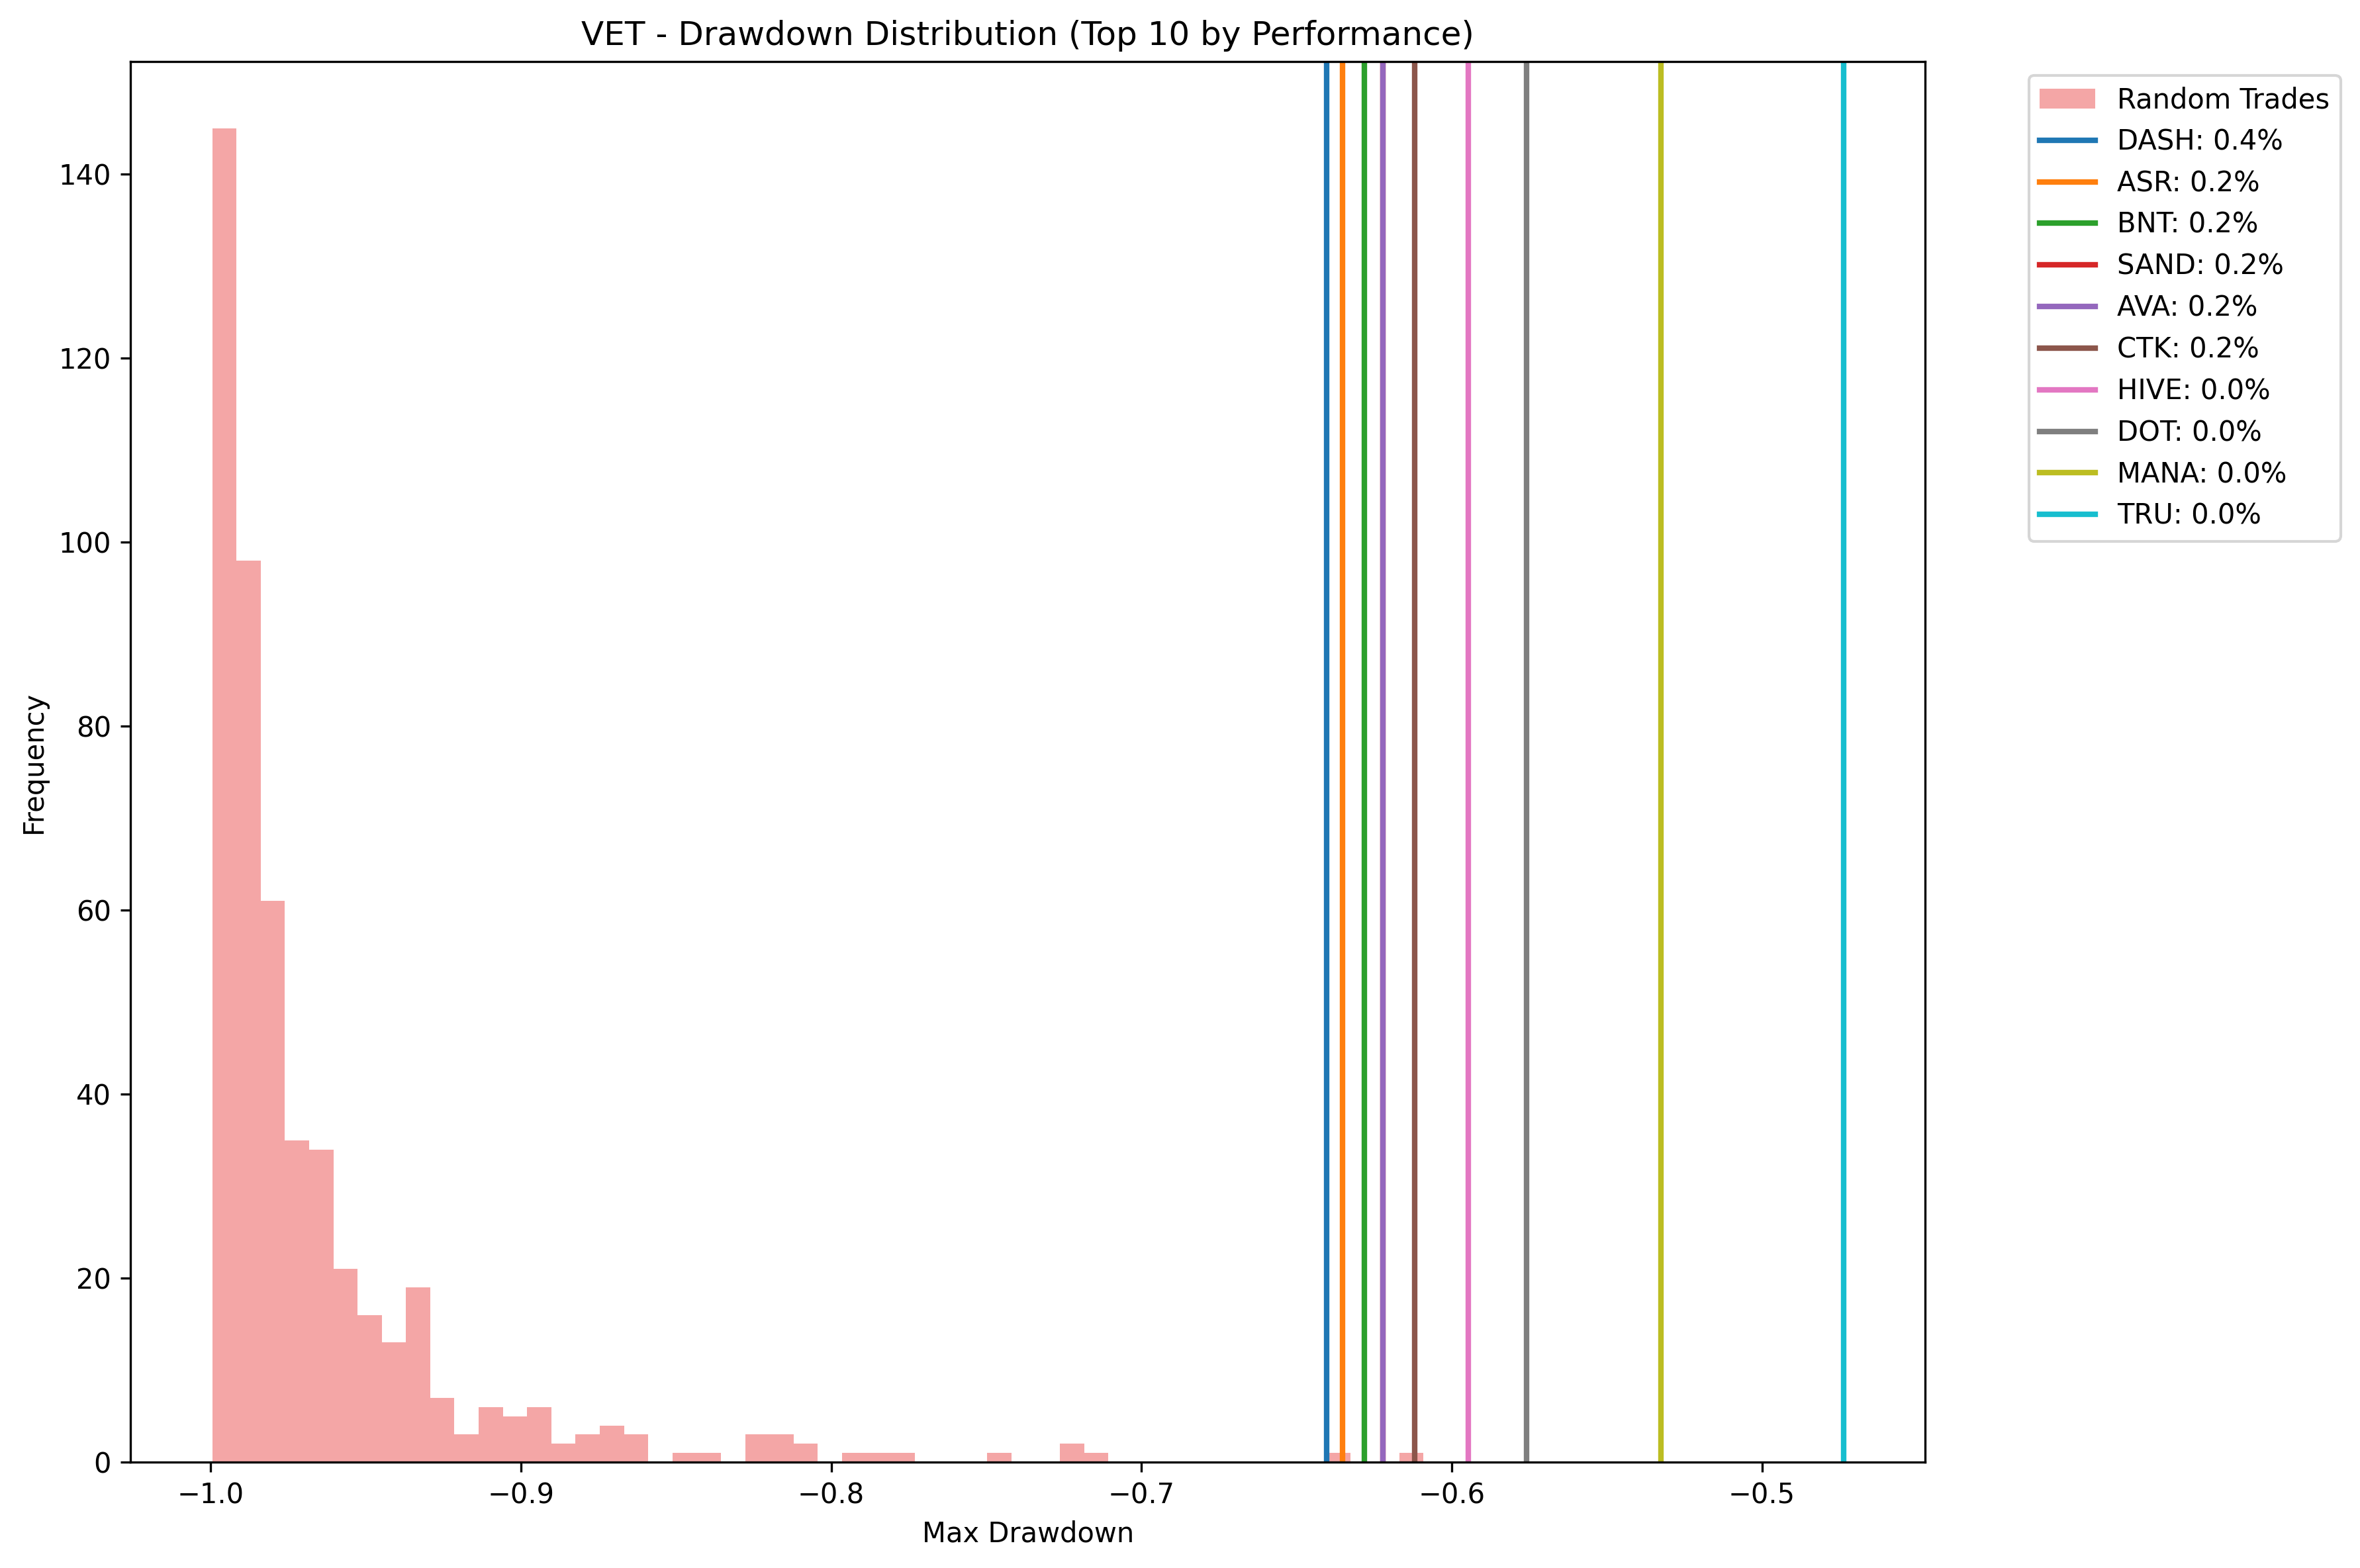 VET - Drawdown Distribution (Top 10 by Performance)
Random Trades
DASH: 0.4%
ASR: 0.2%
BNT: 0.2%
SAND: 0.2%
AVA: 0.2%
CTK: 0.2%
HIVE: 0.0%
DOT: 0.0%
MANA: 0.0%
TRU: 0.0%
Frequency
140
120
100
80
60
40
20
0
−1.0 −0.9 −0.8 −0.7 −0.6 −0.5
Max Drawdown